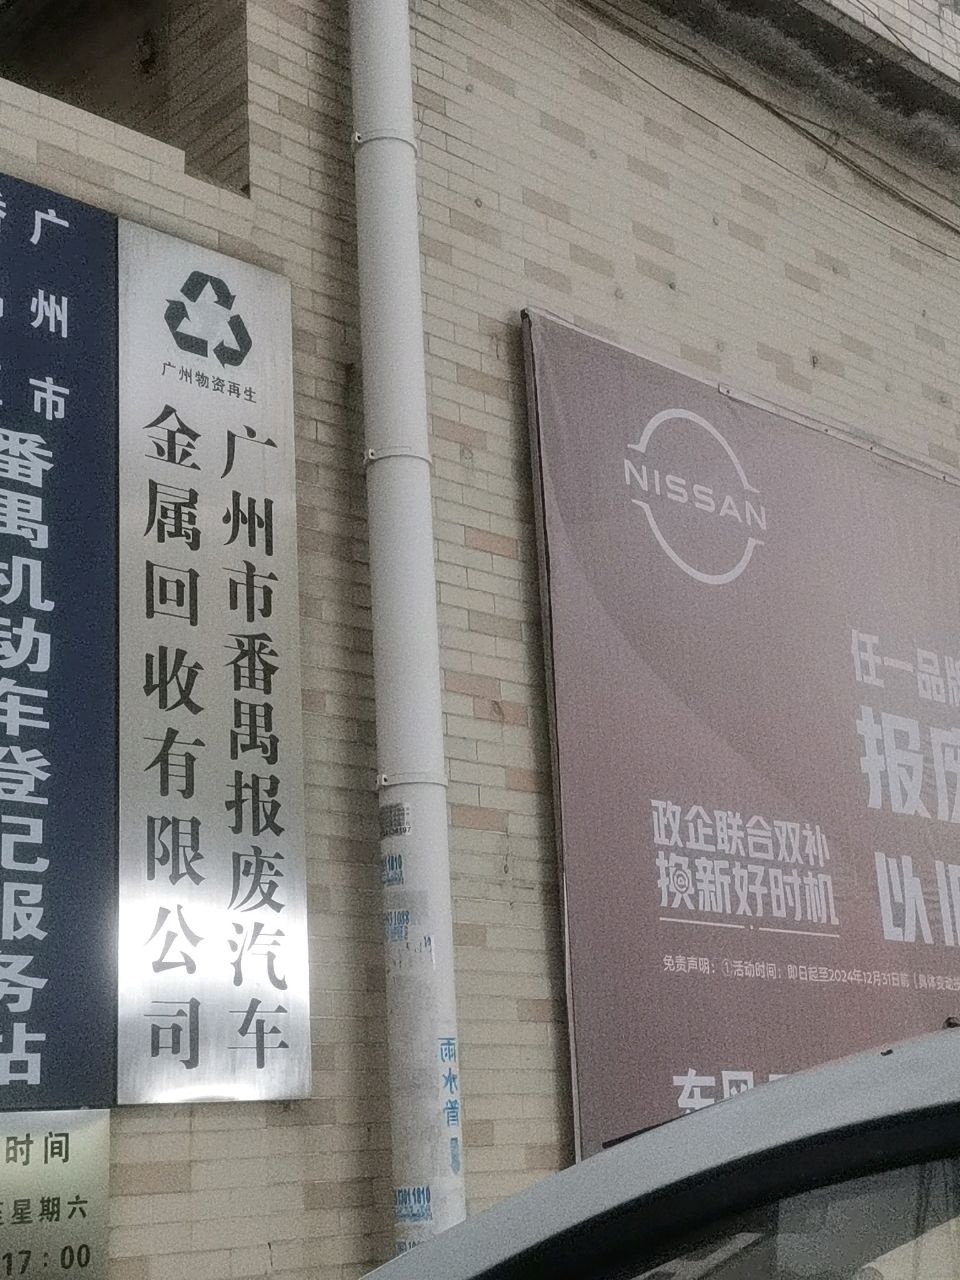 广州市
番禺机动车登记服务站
时间
星期六
17:00
广州物资再生
广州市番禺报废汽车
金属回收有限公司
雨水管
NISSAN
任一品牌
报废
以旧
政企联合双补
换新好时机
免责声明:①活动时间:即日起至2024年12月31日前